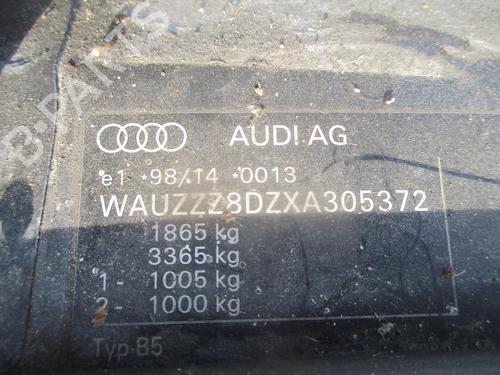 AUDI AG
e1 *98/14 *0013
WAUZZZ8DZXA305372
1865 kg
3365 kg
1- 1005 kg
2- 1000 kg
Typ B5
B-PARTS